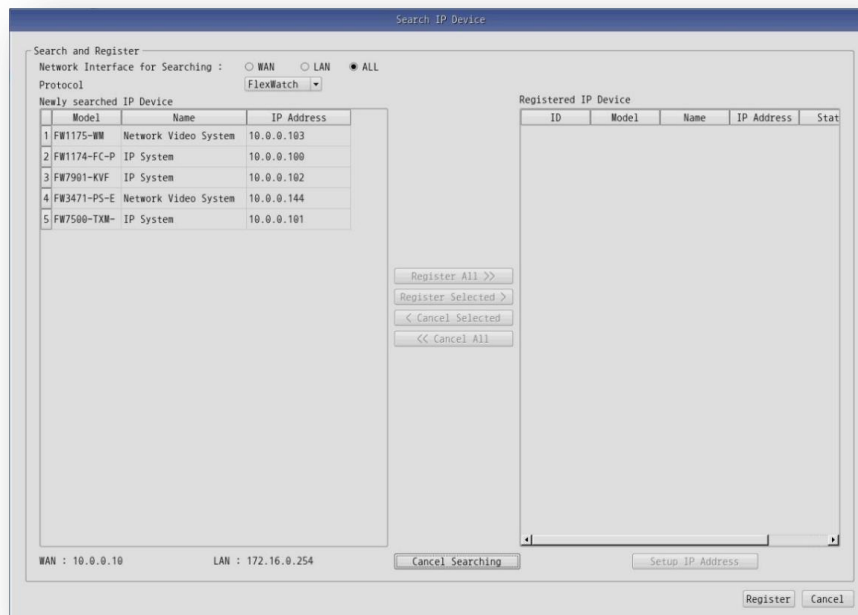 Search IP Device
Search and Register
Network Interface for Searching : WAN LAN ALL
Protocol FlexWatch
Newly searched IP Device
Model Name IP Address
1 FW1175-WM Network Video System 10.0.0.103
2 FW1174-FC-P IP System 10.0.0.100
3 FW7901-KVF IP System 10.0.0.102
4 FW3471-PS-E Network Video System 10.0.0.144
5 FW7500-TXM- IP System 10.0.0.101
Register All >>
Register Selected >
< Cancel Selected
<< Cancel All
Registered IP Device
ID Model Name IP Address Stat
WAN : 10.0.0.10 LAN : 172.16.0.254
Cancel Searching
Setup IP Address
Register Cancel